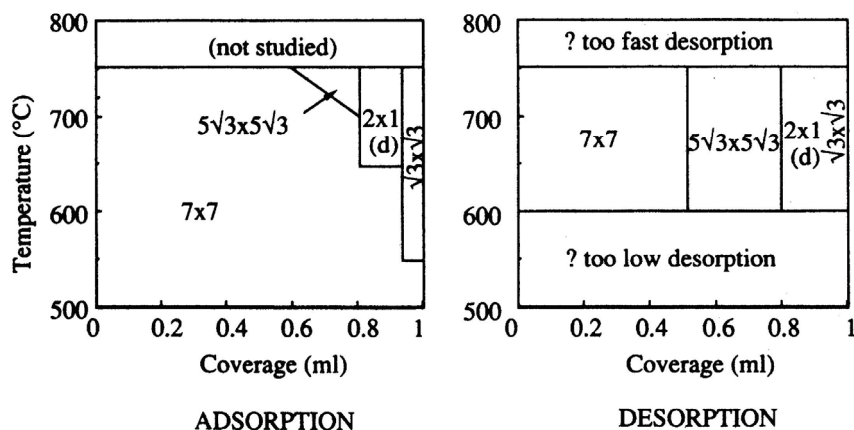 800
700
600
500
Temperature (°C)
(not studied)
5√3x5√3
2x1
(d)
√3x√3
7x7
0 0.2 0.4 0.6 0.8 1
Coverage (ml)
ADSORPTION
800
700
600
500
? too fast desorption
7x7
5√3x5√3
2x1
(d)
√3x√3
? too low desorption
0 0.2 0.4 0.6 0.8 1
Coverage (ml)
DESORPTION